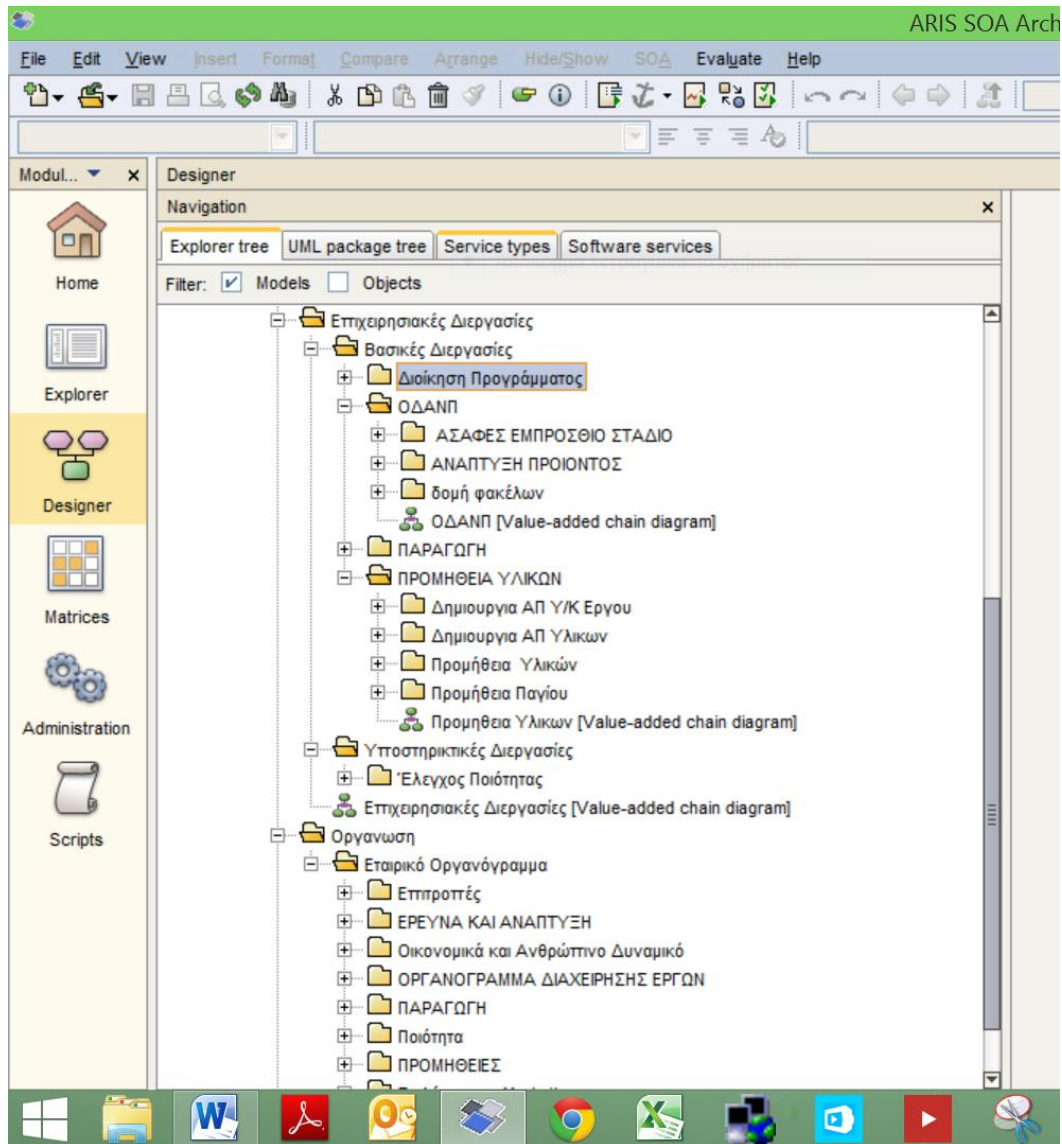 ARIS SOA Arch
File Edit View Insert Format Compare Arrange Hide/Show SOA Evaluate Help
Modul... Designer
Navigation
Explorer tree UML package tree Service types Software services
Filter: Models Objects
Home
Explorer
Designer
Matrices
Administration
Scripts
Επιχειρησιακές Διεργασίες
Βασικές Διεργασίες
Διοίκηση Προγράμματος
ΟΔΑΝΠ
ΑΣΑΦΕΣ ΕΜΠΡΟΣΘΙΟ ΣΤΑΔΙΟ
ΑΝΑΠΤΥΞΗ ΠΡΟΙΟΝΤΟΣ
δομή φακέλων
ΟΔΑΝΠ [Value-added chain diagram]
ΠΑΡΑΓΩΓΗ
ΠΡΟΜΗΘΕΙΑ ΥΛΙΚΩΝ
Δημιουργια ΑΠ Υ/Κ Εργου
Δημιουργια ΑΠ Υλικων
Προμήθεια Υλικών
Προμήθεια Παγίου
Προμηθεια Υλικων [Value-added chain diagram]
Υποστηρικτικές Διεργασίες
Έλεγχος Ποιότητας
Επιχειρησιακές Διεργασίες [Value-added chain diagram]
Οργανωση
Εταιρικό Οργανόγραμμα
Επιτροπές
ΕΡΕΥΝΑ ΚΑΙ ΑΝΑΠΤΥΞΗ
Οικονομικά και Ανθρώπινο Δυναμικό
ΟΡΓΑΝΟΓΡΑΜΜΑ ΔΙΑΧΕΙΡΗΣΗΣ ΕΡΓΩΝ
ΠΑΡΑΓΩΓΗ
Ποιότητα
ΠΡΟΜΗΘΕΙΕΣ